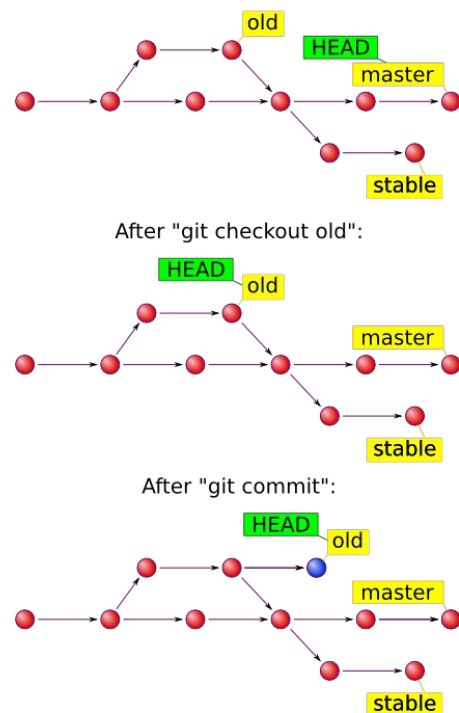 old
HEAD
master
stable
After "git checkout old":
HEAD
old
master
stable
After "git commit":
HEAD
old
master
stable